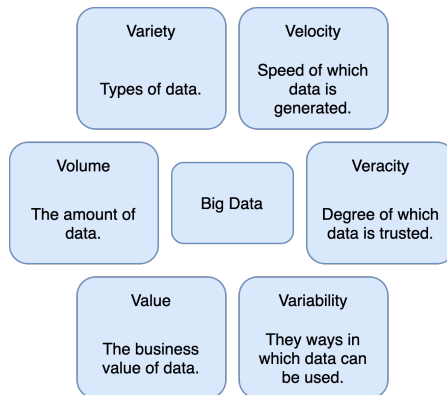 Variety
Types of data.
Velocity
Speed of which
data is
generated.
Volume
The amount of
data.
Big Data
Veracity
Degree of which
data is trusted.
Value
The business
value of data.
Variability
They ways in
which data can
be used.